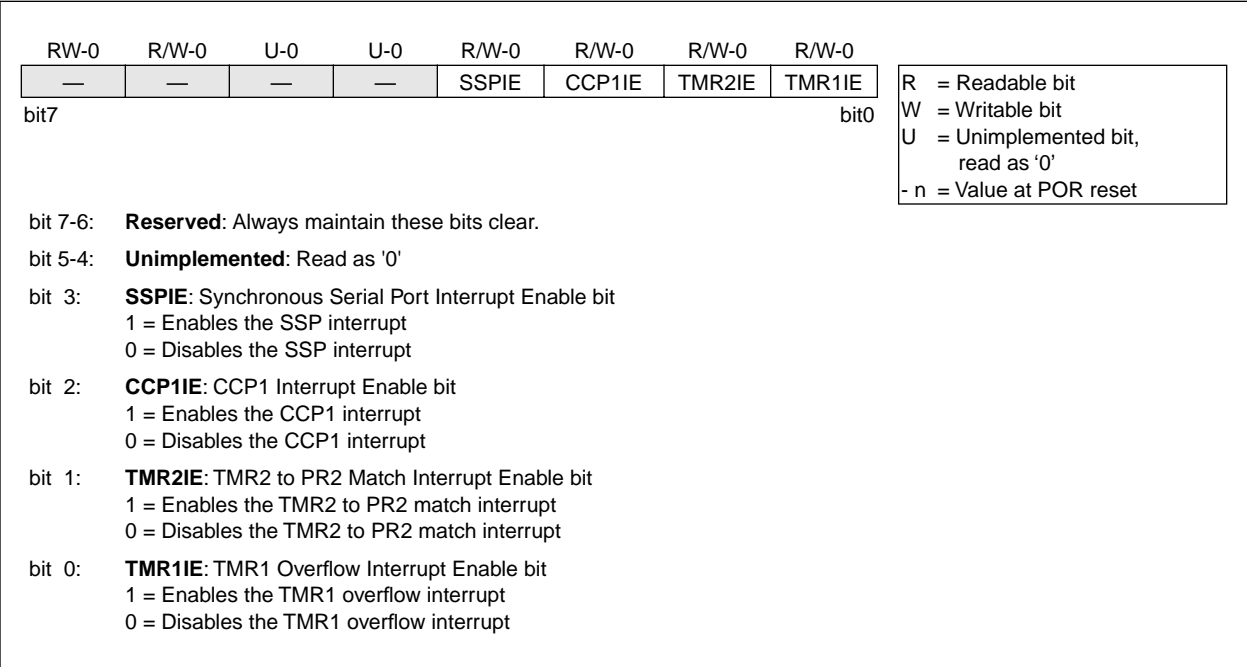 RW-0 R/W-0 U-0 U-0 R/W-0 R/W-0 R/W-0 R/W-0
— — — — SSPIE CCP1IE TMR2IE TMR1IE
bit7 bit0
R = Readable bit
W = Writable bit
U = Unimplemented bit,
read as ‘0’
- n = Value at POR reset
bit 7-6: Reserved: Always maintain these bits clear.
bit 5-4: Unimplemented: Read as '0'
bit 3: SSPIE: Synchronous Serial Port Interrupt Enable bit
1 = Enables the SSP interrupt
0 = Disables the SSP interrupt
bit 2: CCP1IE: CCP1 Interrupt Enable bit
1 = Enables the CCP1 interrupt
0 = Disables the CCP1 interrupt
bit 1: TMR2IE: TMR2 to PR2 Match Interrupt Enable bit
1 = Enables the TMR2 to PR2 match interrupt
0 = Disables the TMR2 to PR2 match interrupt
bit 0: TMR1IE: TMR1 Overflow Interrupt Enable bit
1 = Enables the TMR1 overflow interrupt
0 = Disables the TMR1 overflow interrupt